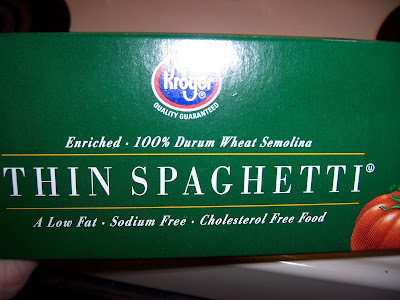 Kroger®
QUALITY GUARANTEED
Enriched · 100% Durum Wheat Semolina
THIN SPAGHETTI Ⓤ
A Low Fat · Sodium Free · Cholesterol Free Food